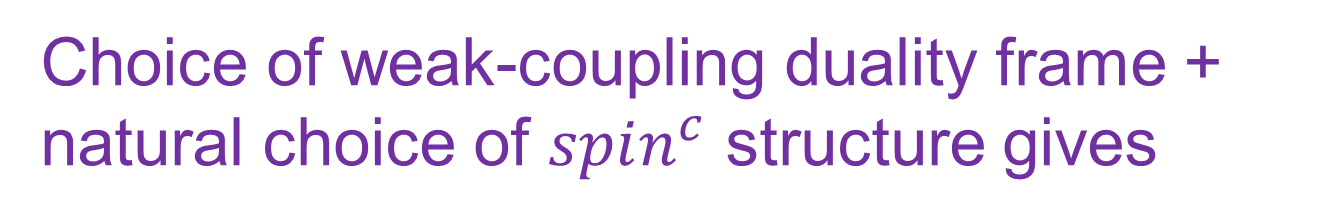 Choice of weak-coupling duality frame +
natural choice of $spin^c$ structure gives